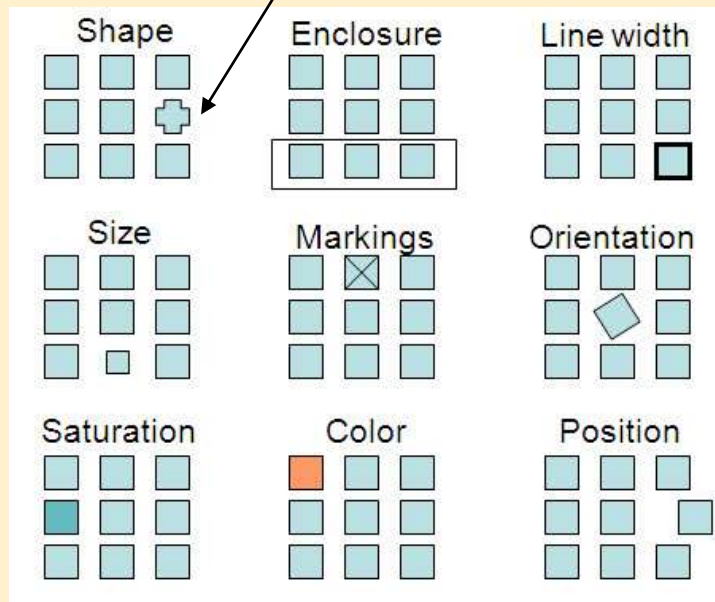 Shape
Enclosure
Line width
Size
Markings
Orientation
Saturation
Color
Position